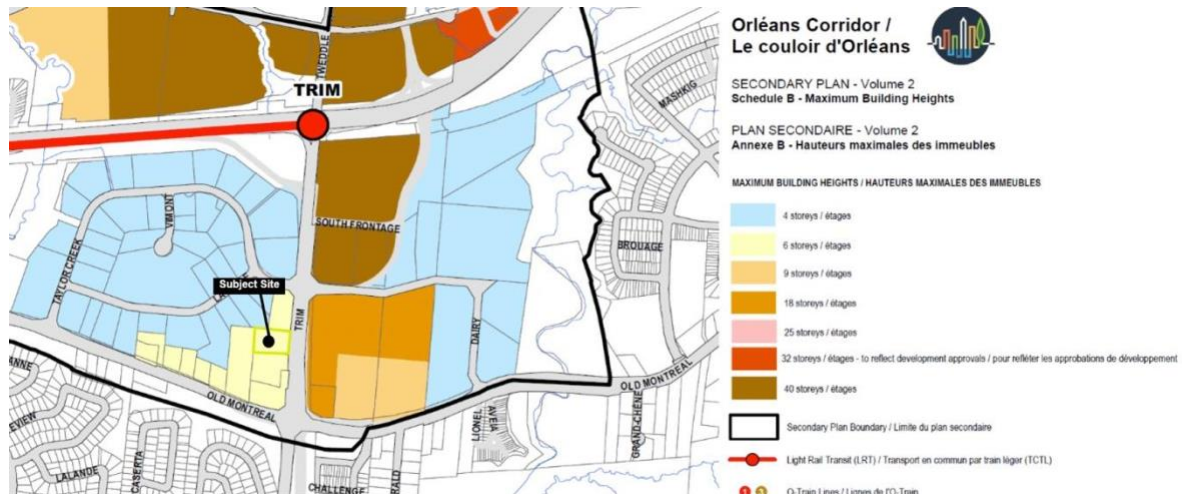 TWEDDLE
TRIM
MASHKIG
VIMONT
TAYLOR CREEK
SOUTH FRONTAGE
BROUAGE
Subject Site
TRIM
DAIRY
OLD MONTREAL
OLD MONTREAL
LIONEL
AVEIA
GRAND-CHÊNE
CASERTA
LALANDE
CHALLENGE
Orléans Corridor /
Le couloir d'Orléans
SECONDARY PLAN - Volume 2
Schedule B - Maximum Building Heights
PLAN SECONDAIRE - Volume 2
Annexe B - Hauteurs maximales des immeubles
MAXIMUM BUILDING HEIGHTS / HAUTEURS MAXIMALES DES IMMEUBLES
4 storeys / étages
6 storeys / étages
9 storeys / étages
18 storeys / étages
25 storeys / étages
32 storeys / étages - to reflect development approvals / pour refléter les approbations de développement
40 storeys / étages
Secondary Plan Boundary / Limite du plan secondaire
Light Rail Transit (LRT) / Transport en commun par train léger (TCTL)
O-Train Lines / Lignes de l'O-Train